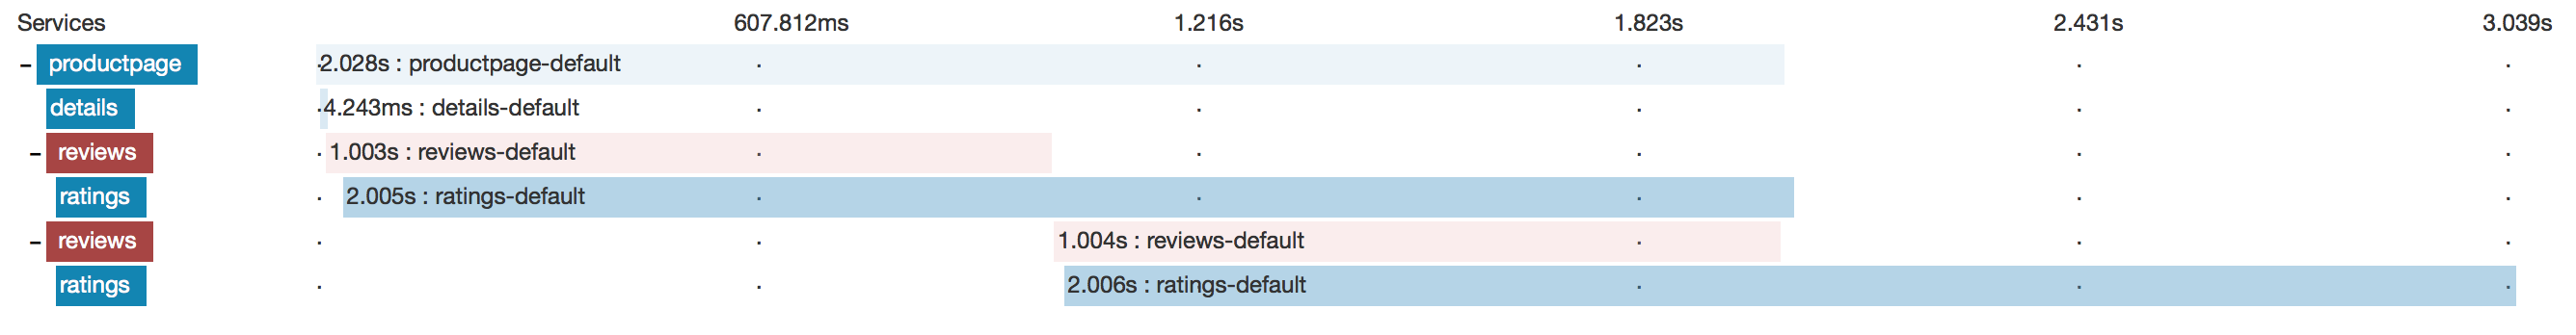 Services 607.812ms 1.216s 1.823s 2.431s 3.039s
– productpage 2.028s : productpage-default
details 4.243ms : details-default
– reviews 1.003s : reviews-default
ratings 2.005s : ratings-default
– reviews 1.004s : reviews-default
ratings 2.006s : ratings-default